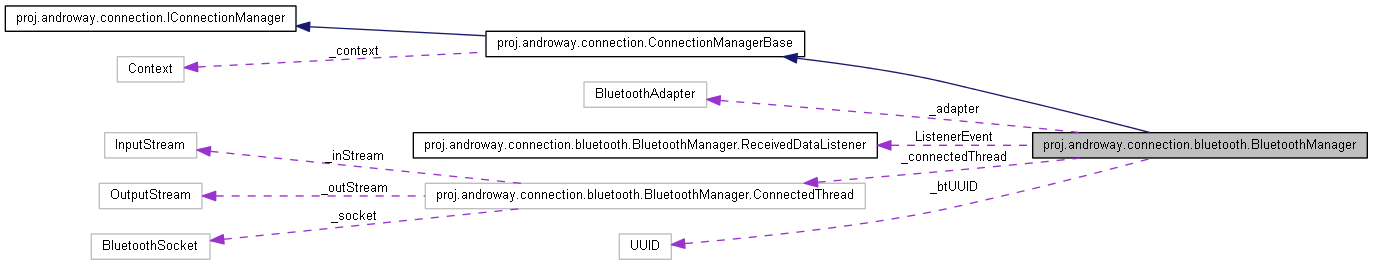 proj.androway.connection.IConnectionManager
proj.androway.connection.ConnectionManagerBase
_context
Context
BluetoothAdapter
_adapter
InputStream
ListenerEvent
proj.androway.connection.bluetooth.BluetoothManager.ReceivedDataListener
proj.androway.connection.bluetooth.BluetoothManager
_inStream
_connectedThread
OutputStream
_outStream
proj.androway.connection.bluetooth.BluetoothManager.ConnectedThread
_btUUID
_socket
BluetoothSocket
UUID